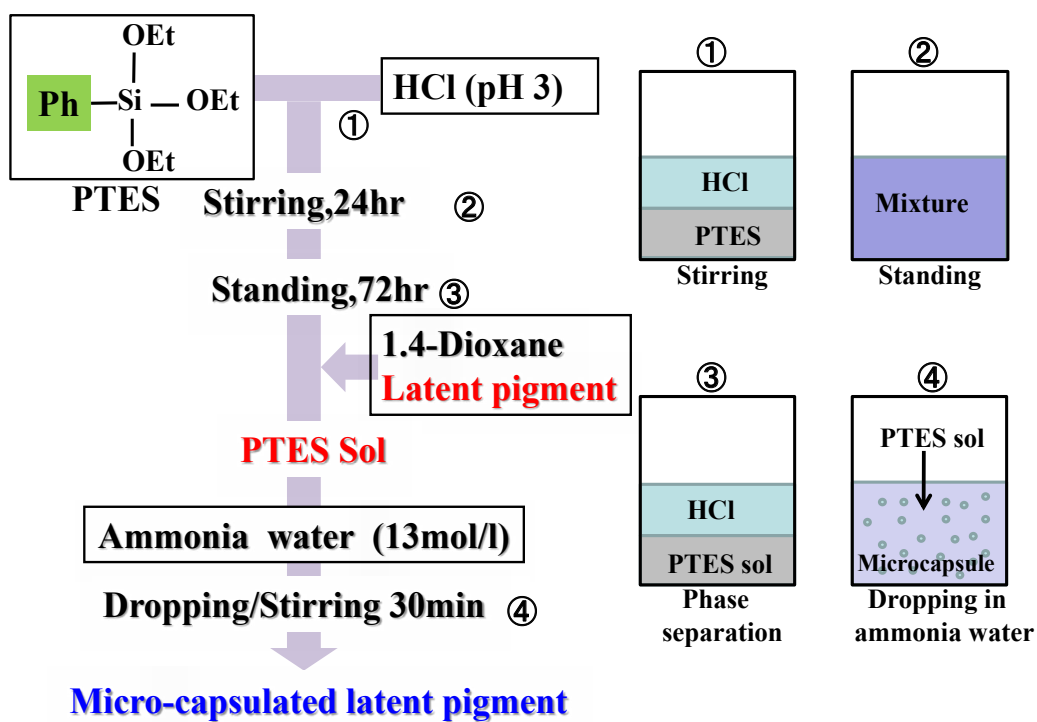 OEt
Ph
Si
OEt
OEt
PTES
HCl (pH 3)
①
Stirring,24hr ②
Standing,72hr ③
1.4-Dioxane
Latent pigment
PTES Sol
Ammonia water (13mol/l)
Dropping/Stirring 30min ④
Micro-capsulated latent pigment
①
HCl
PTES
Stirring
②
Mixture
Standing
③
HCl
PTES sol
Phase
separation
④
PTES sol
Microcapsule
Dropping in
ammonia water